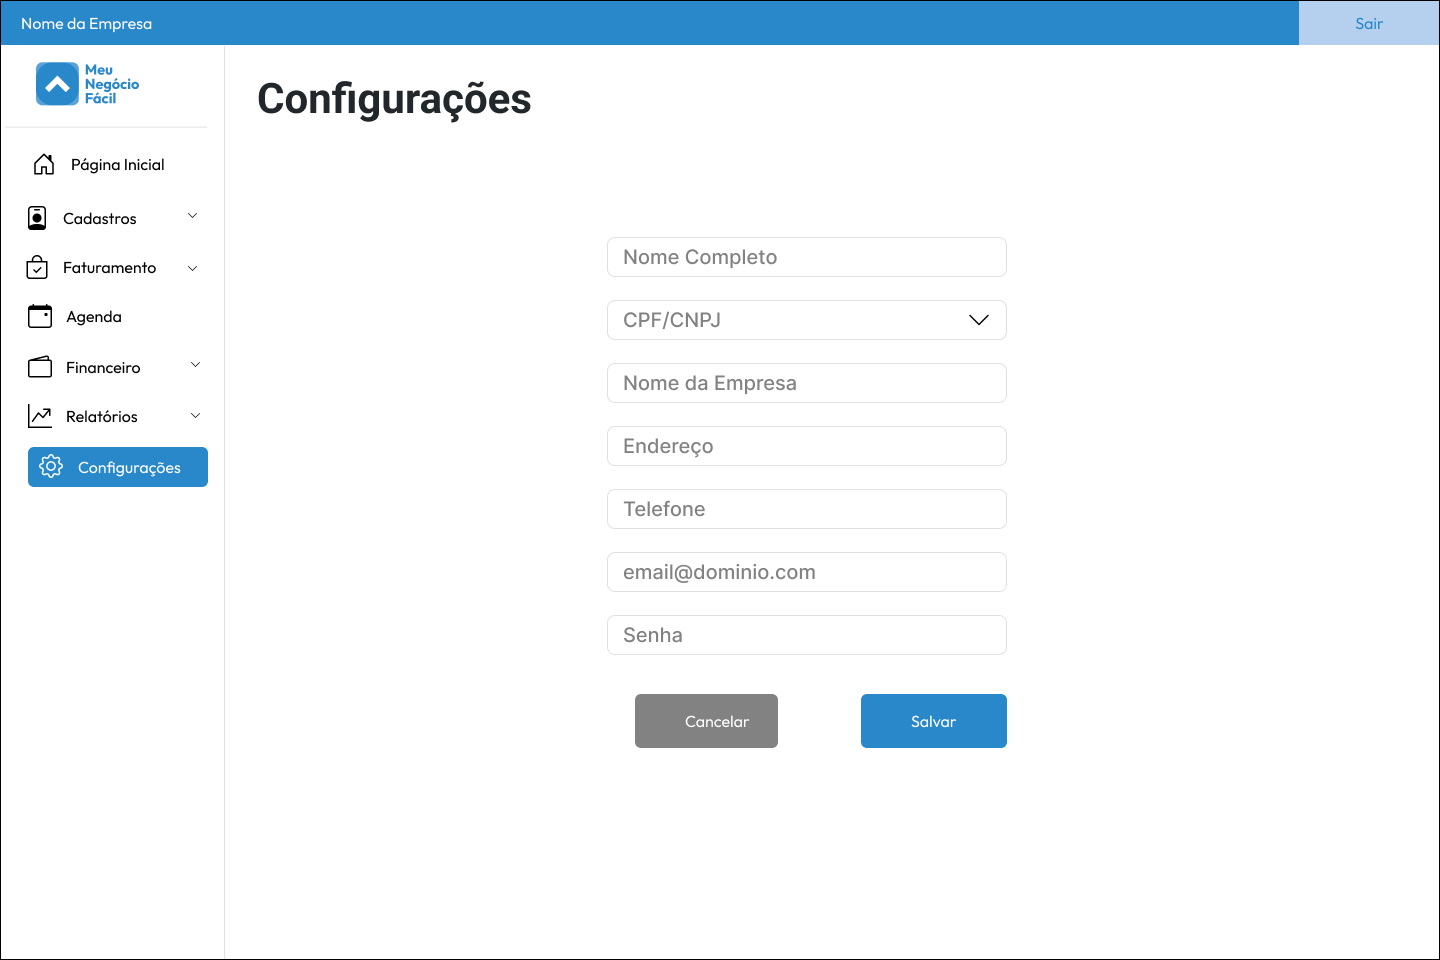 Nome da Empresa
Sair
Meu
Negócio
Fácil
Configurações
Página Inicial
Cadastros
Faturamento
Agenda
Financeiro
Relatórios
Configurações
Nome Completo
CPF/CNPJ
Nome da Empresa
Endereço
Telefone
email@dominio.com
Senha
Cancelar
Salvar